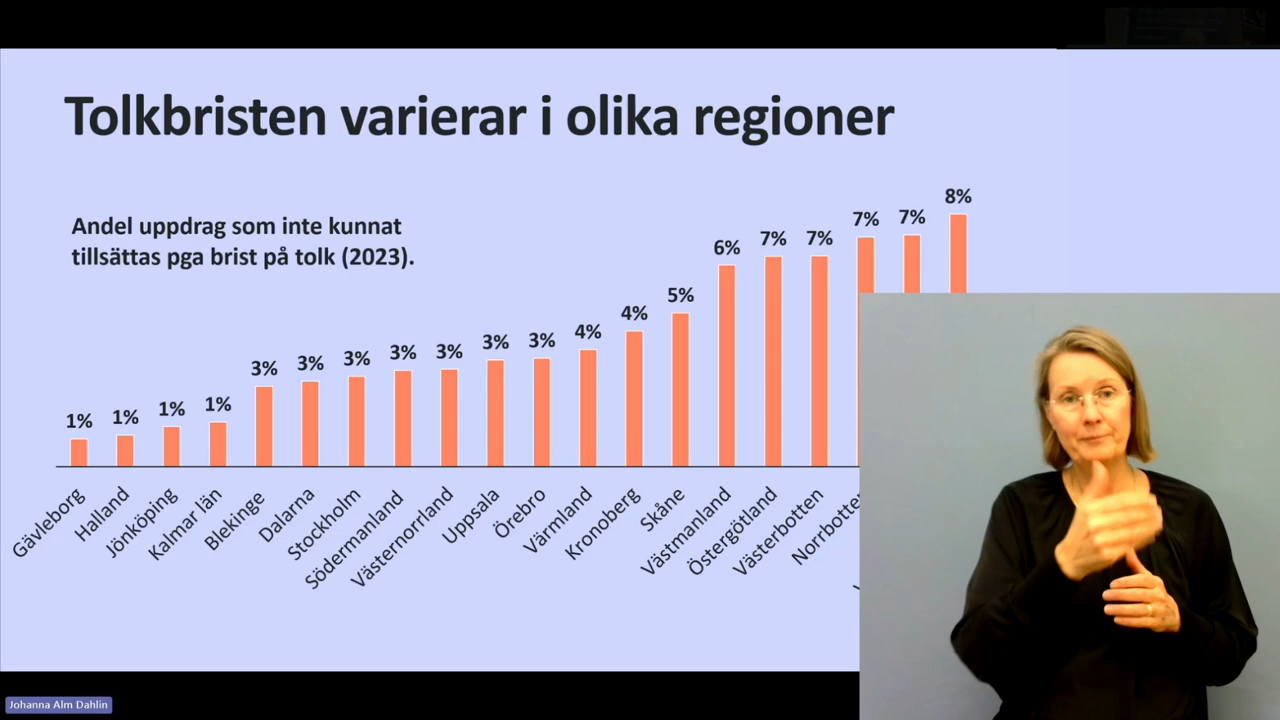 Tolkbristen varierar i olika regioner
Andel uppdrag som inte kunnat
tillsättas pga brist på tolk (2023).
1%
1%
1%
1%
3%
3%
3%
3%
3%
3%
3%
4%
4%
5%
6%
7%
7%
7%
7%
8%
Gävleborg
Halland
Jönköping
Kalmar län
Blekinge
Dalarna
Stockholm
Södermanland
Västernorrland
Uppsala
Örebro
Värmland
Kronoberg
Skåne
Västmanland
Östergötland
Västerbotten
Norrbotte
Johanna Alm Dahlin